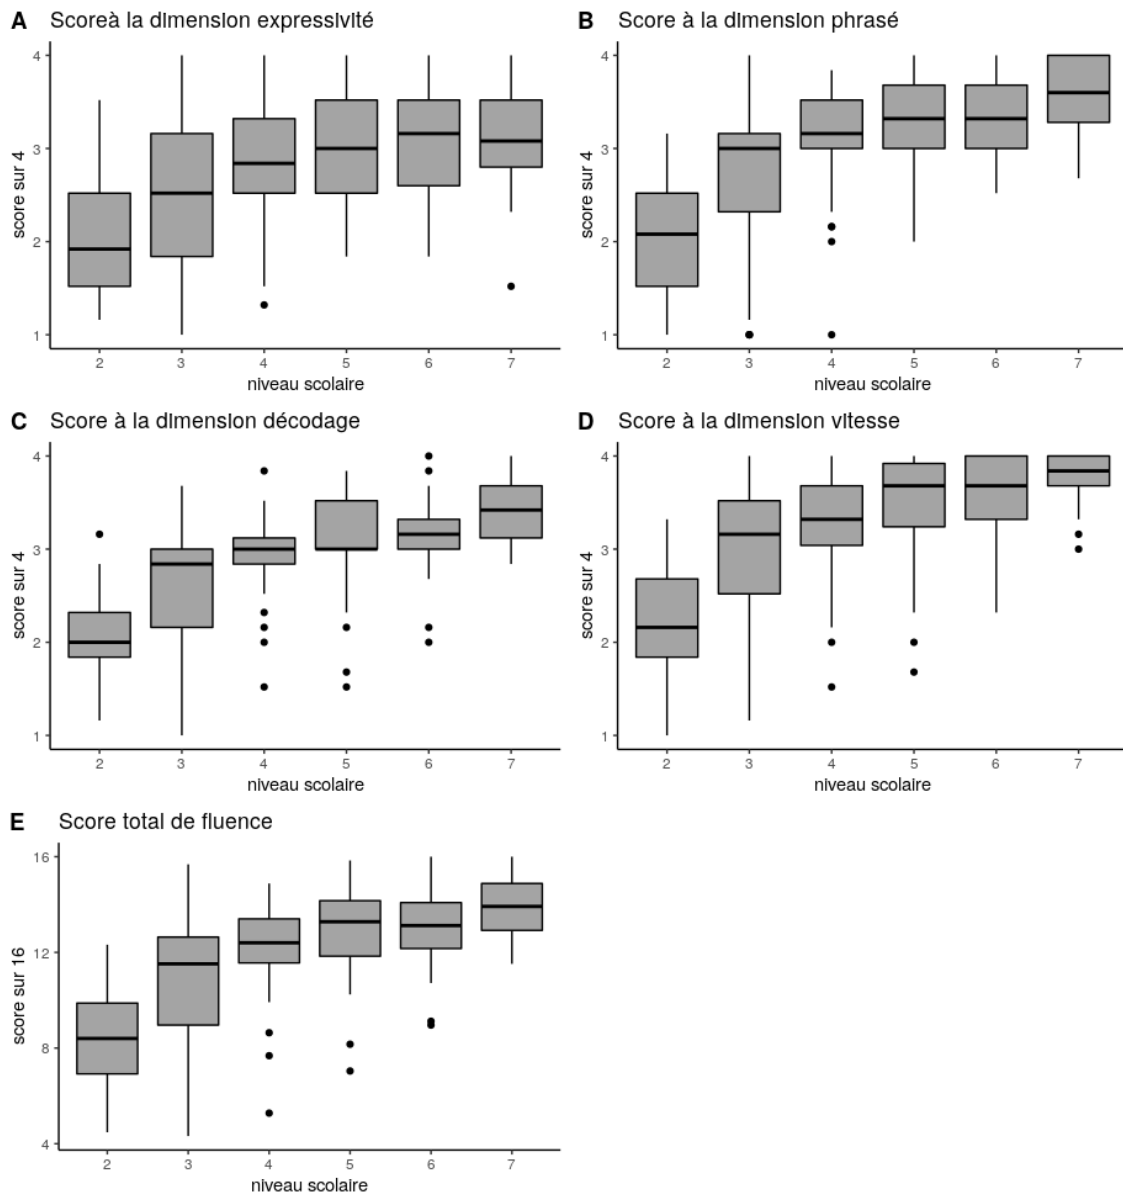 A Scoreà la dimension expressivité
4
3
2
1
score sur 4
2 3 4 5 6 7
niveau scolaire
B Score à la dimension phrasé
4
3
2
1
score sur 4
2 3 4 5 6 7
niveau scolaire
C Score à la dimension décodage
4
3
2
1
score sur 4
2 3 4 5 6 7
niveau scolaire
D Score à la dimension vitesse
4
3
2
1
score sur 4
2 3 4 5 6 7
niveau scolaire
E Score total de fluence
16
12
8
4
score sur 16
2 3 4 5 6 7
niveau scolaire